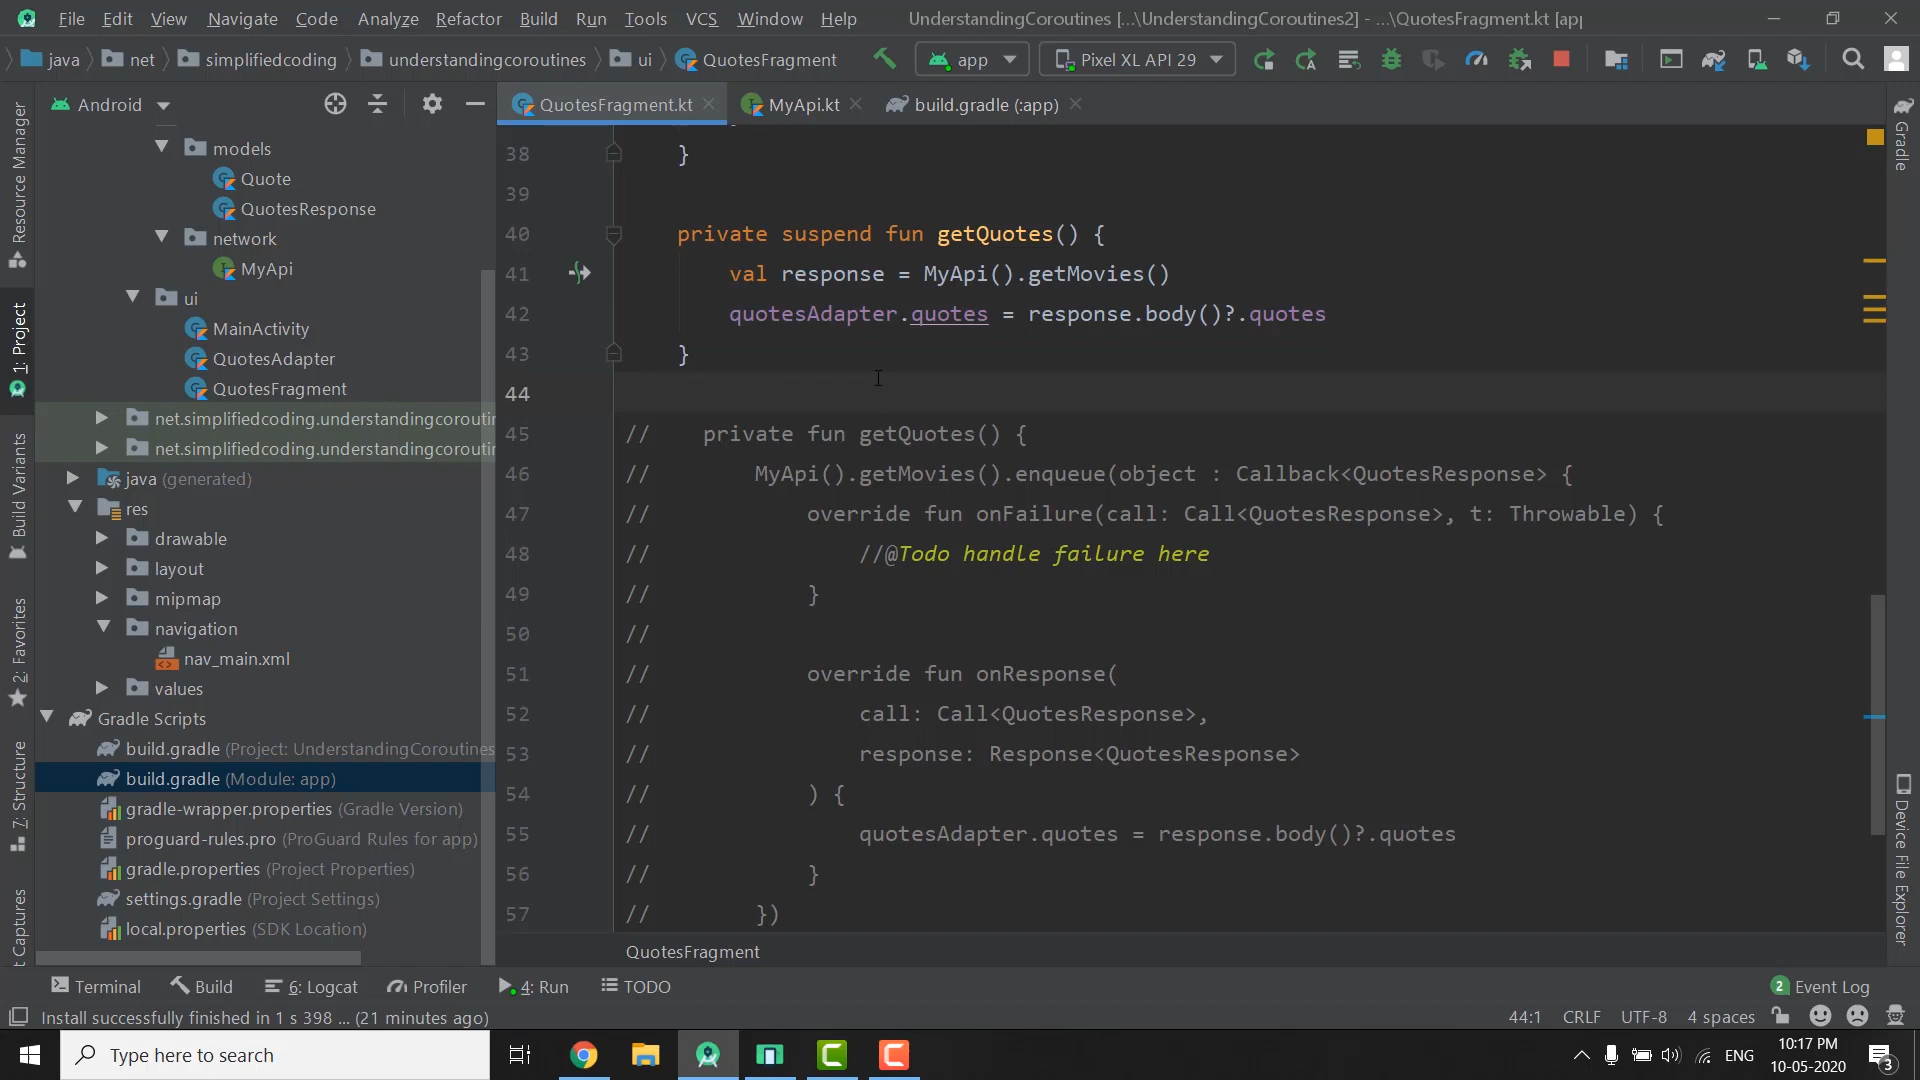 File Edit View Navigate Code Analyze Refactor Build Run Tools VCS Window Help UnderstandingCoroutines [...\UnderstandingCoroutines2] - ...\QuotesFragment.kt [app
java net simplifiedcoding understandingcoroutines ui QuotesFragment app Pixel XL API 29
Android
QuotesFragment.kt MyApi.kt build.gradle (:app)
Resource Manager
1: Project
Build Variants
2: Favorites
7: Structure
t Captures
models
Quote
QuotesResponse
network
MyApi
ui
MainActivity
QuotesAdapter
QuotesFragment
net.simplifiedcoding.understandingcoroutin
net.simplifiedcoding.understandingcoroutin
java (generated)
res
drawable
layout
mipmap
navigation
nav_main.xml
values
Gradle Scripts
build.gradle (Project: UnderstandingCoroutines
build.gradle (Module: app)
gradle-wrapper.properties (Gradle Version)
proguard-rules.pro (ProGuard Rules for app)
gradle.properties (Project Properties)
settings.gradle (Project Settings)
local.properties (SDK Location)
38 }
39
40 private suspend fun getQuotes() {
41 val response = MyApi().getMovies()
42 quotesAdapter.quotes = response.body()?.quotes
43 }
44
45 // private fun getQuotes() {
46 // MyApi().getMovies().enqueue(object : Callback<QuotesResponse> {
47 // override fun onFailure(call: Call<QuotesResponse>, t: Throwable) {
48 // //@Todo handle failure here
49 // }
50 //
51 // override fun onResponse(
52 // call: Call<QuotesResponse>,
53 // response: Response<QuotesResponse>
54 // ) {
55 // quotesAdapter.quotes = response.body()?.quotes
56 // }
57 // })
QuotesFragment
Gradle
Device File Explorer
Terminal Build 6: Logcat Profiler 4: Run TODO 2 Event Log
Install successfully finished in 1 s 398 ... (21 minutes ago) 44:1 CRLF UTF-8 4 spaces
Type here to search ENG 10:17 PM
10-05-2020 3